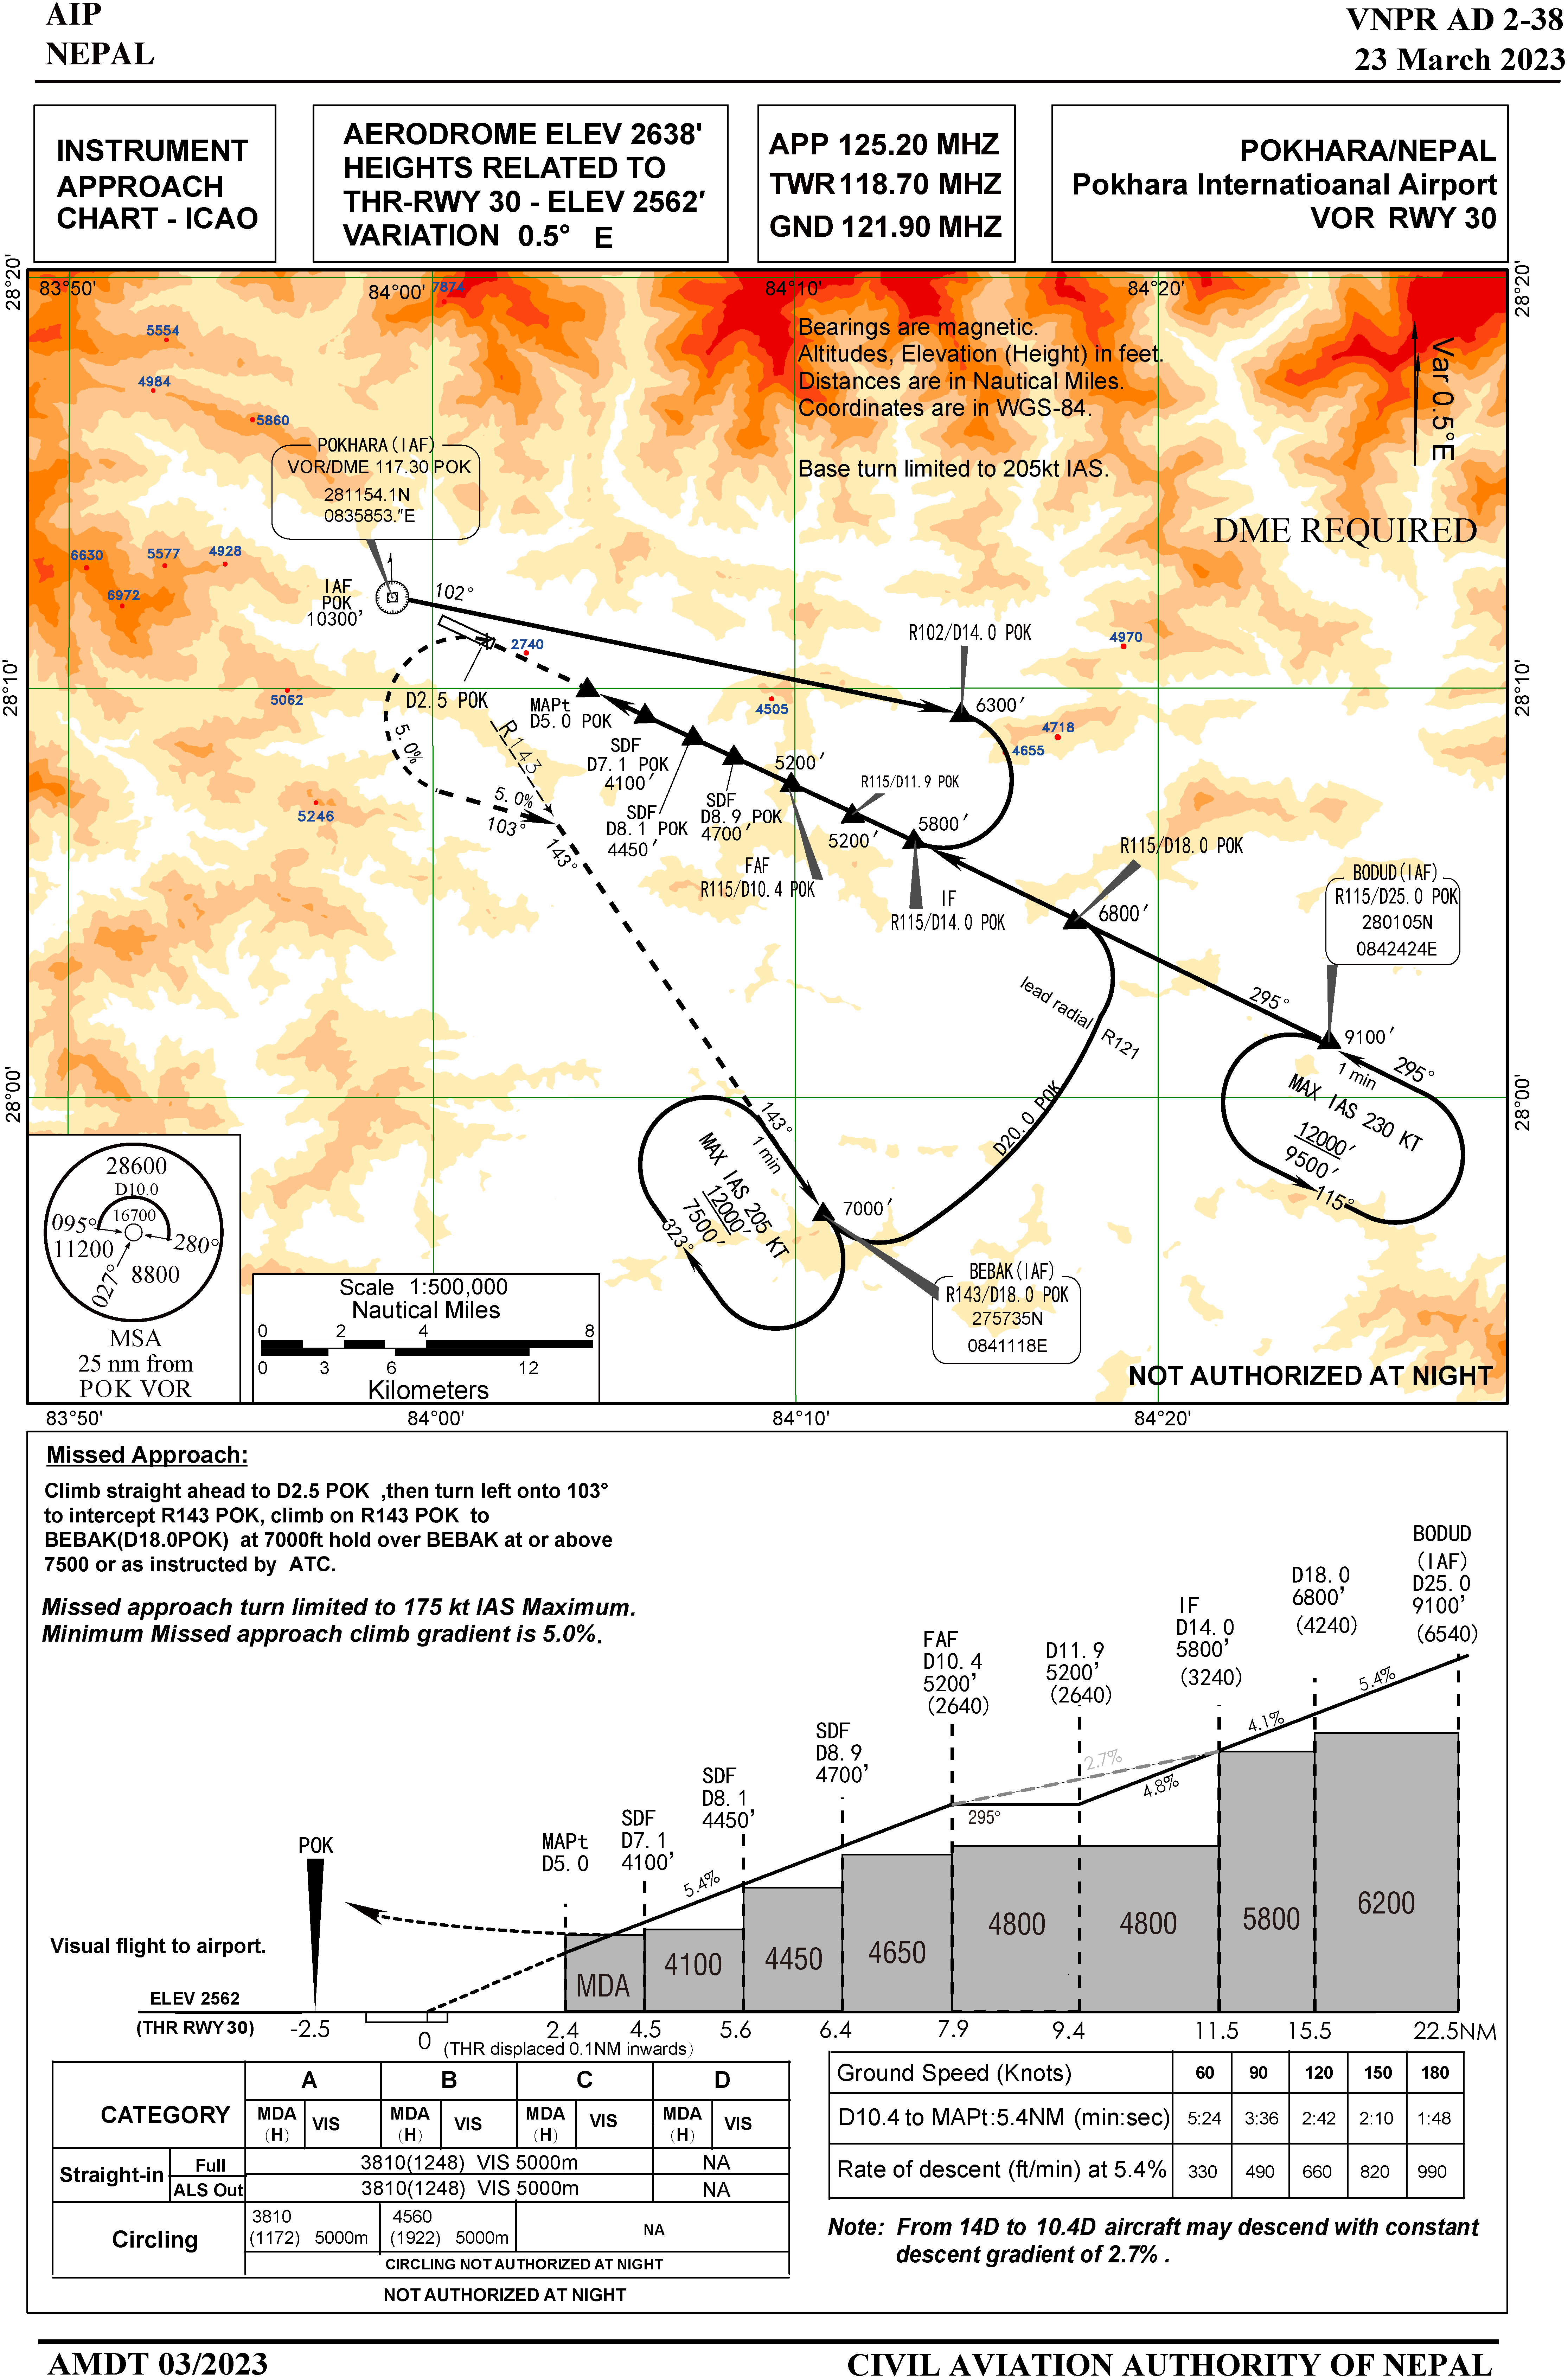 AIP
NEPAL
VNPR AD 2-38
23 March 2023
INSTRUMENT
APPROACH
CHART - ICAO
AERODROME ELEV 2638'
HEIGHTS RELATED TO
THR-RWY 30 - ELEV 2562'
VARIATION 0.5° E
APP 125.20 MHZ
TWR 118.70 MHZ
GND 121.90 MHZ
POKHARA/NEPAL
Pokhara Internatioanal Airport
VOR RWY 30
28°20'
83°50'
84°00'
7874
84°10'
84°20'
28°20'
Bearings are magnetic.
Altitudes, Elevation (Height) in feet.
Distances are in Nautical Miles.
Coordinates are in WGS-84.
Base turn limited to 205kt IAS.
Var 0.5°E
DME REQUIRED
5554
4984
5860
POKHARA(IAF)
VOR/DME 117.30 POK
281154.1N
0835853."E
6630
5577
4928
6972
IAF
POK
10300'
102°
2740
R102/D14.0 POK
4970
28°10'
28°10'
5062
D2.5 POK
MAPt
D5.0 POK
4505
6300'
4718
4655
R143
5.0%
5.0%
103°
143°
5246
SDF
D7.1 POK
4100'
SDF
D8.1 POK
4450'
SDF
D8.9 POK
4700'
5200'
R115/D11.9 POK
5200'
5800'
FAF
R115/D10.4 POK
IF
R115/D14.0 POK
R115/D18.0 POK
6800'
BODUD(IAF)
R115/D25.0 POK
280105N
0842424E
lead radial R121
295°
9100'
295°
1 min
MAX IAS 230 KT
12000'
9500'
115°
28°00'
28°00'
D20.0 POK
143°
1 min
MAX IAS 205 KT
12000'
7500'
323°
7000'
BEBAK(IAF)
R143/D18.0 POK
275735N
0841118E
28600
D10.0
16700
095°
11200
280°
8800
027°
MSA
25 nm from
POK VOR
Scale 1:500,000
Nautical Miles
0 2 4 8
0 3 6 12
Kilometers
NOT AUTHORIZED AT NIGHT
83°50'
84°00'
84°10'
84°20'
Missed Approach:
Climb straight ahead to D2.5 POK ,then turn left onto 103°
to intercept R143 POK, climb on R143 POK to
BEBAK(D18.0POK) at 7000ft hold over BEBAK at or above
7500 or as instructed by ATC.
Missed approach turn limited to 175 kt IAS Maximum.
Minimum Missed approach climb gradient is 5.0%.
BODUD
(IAF)
D25.0
9100'
(6540)
D18.0
6800'
(4240)
IF
D14.0
5800'
(3240)
D11.9
5200'
(2640)
FAF
D10.4
5200'
(2640)
SDF
D8.9
4700'
SDF
D8.1
4450'
SDF
D7.1
4100'
MAPt
D5.0
POK
5.4%
4.1%
2.7%
4.8%
295°
5.4%
Visual flight to airport.
MDA
4100
4450
4650
4800
4800
5800
6200
ELEV 2562
(THR RWY 30)
-2.5
0
(THR displaced 0.1NM inwards)
2.4 4.5 5.6 6.4 7.9 9.4 11.5 15.5 22.5NM
CATEGORY A B C D
MDA (H) VIS MDA (H) VIS MDA (H) VIS MDA (H) VIS
Straight-in
Full 3810(1248) VIS 5000m NA
ALS Out 3810(1248) VIS 5000m NA
Circling
3810
(1172) 5000m
4560
(1922) 5000m
NA
CIRCLING NOT AUTHORIZED AT NIGHT
NOT AUTHORIZED AT NIGHT
Ground Speed (Knots) 60 90 120 150 180
D10.4 to MAPt:5.4NM (min:sec) 5:24 3:36 2:42 2:10 1:48
Rate of descent (ft/min) at 5.4% 330 490 660 820 990
Note: From 14D to 10.4D aircraft may descend with constant
descent gradient of 2.7% .
AMDT 03/2023
CIVIL AVIATION AUTHORITY OF NEPAL